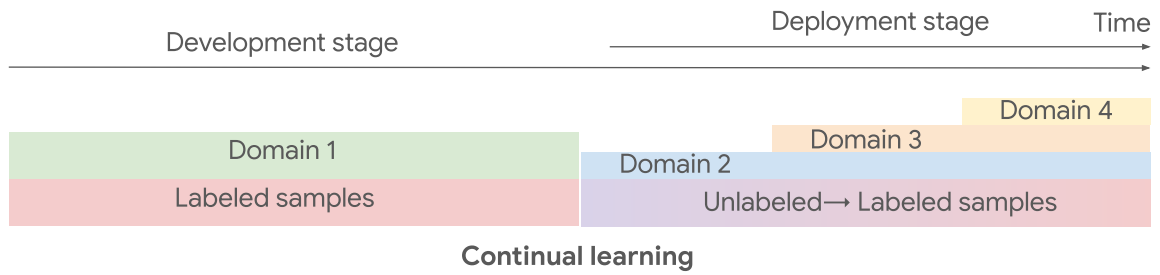 Deployment stage
Time
Development stage
Domain 4
Domain 3
Domain 1
Domain 2
Labeled samples
Unlabeled→ Labeled samples
Continual learning